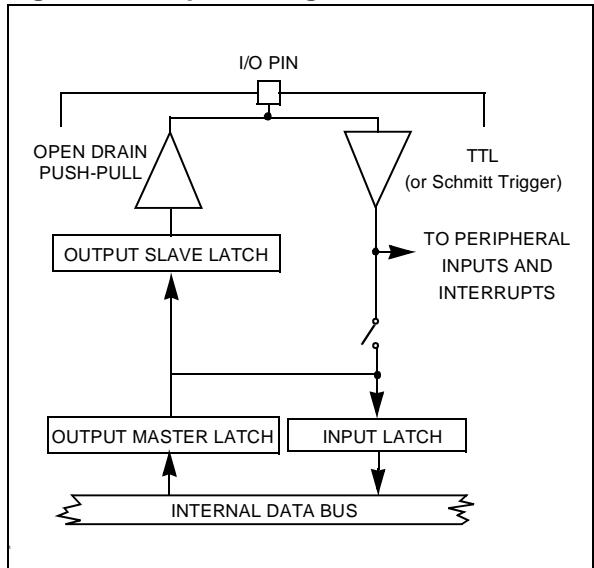 I/O PIN
OPEN DRAIN
PUSH-PULL
TTL
(or Schmitt Trigger)
OUTPUT SLAVE LATCH
TO PERIPHERAL
INPUTS AND
INTERRUPTS
OUTPUT MASTER LATCH
INPUT LATCH
INTERNAL DATA BUS